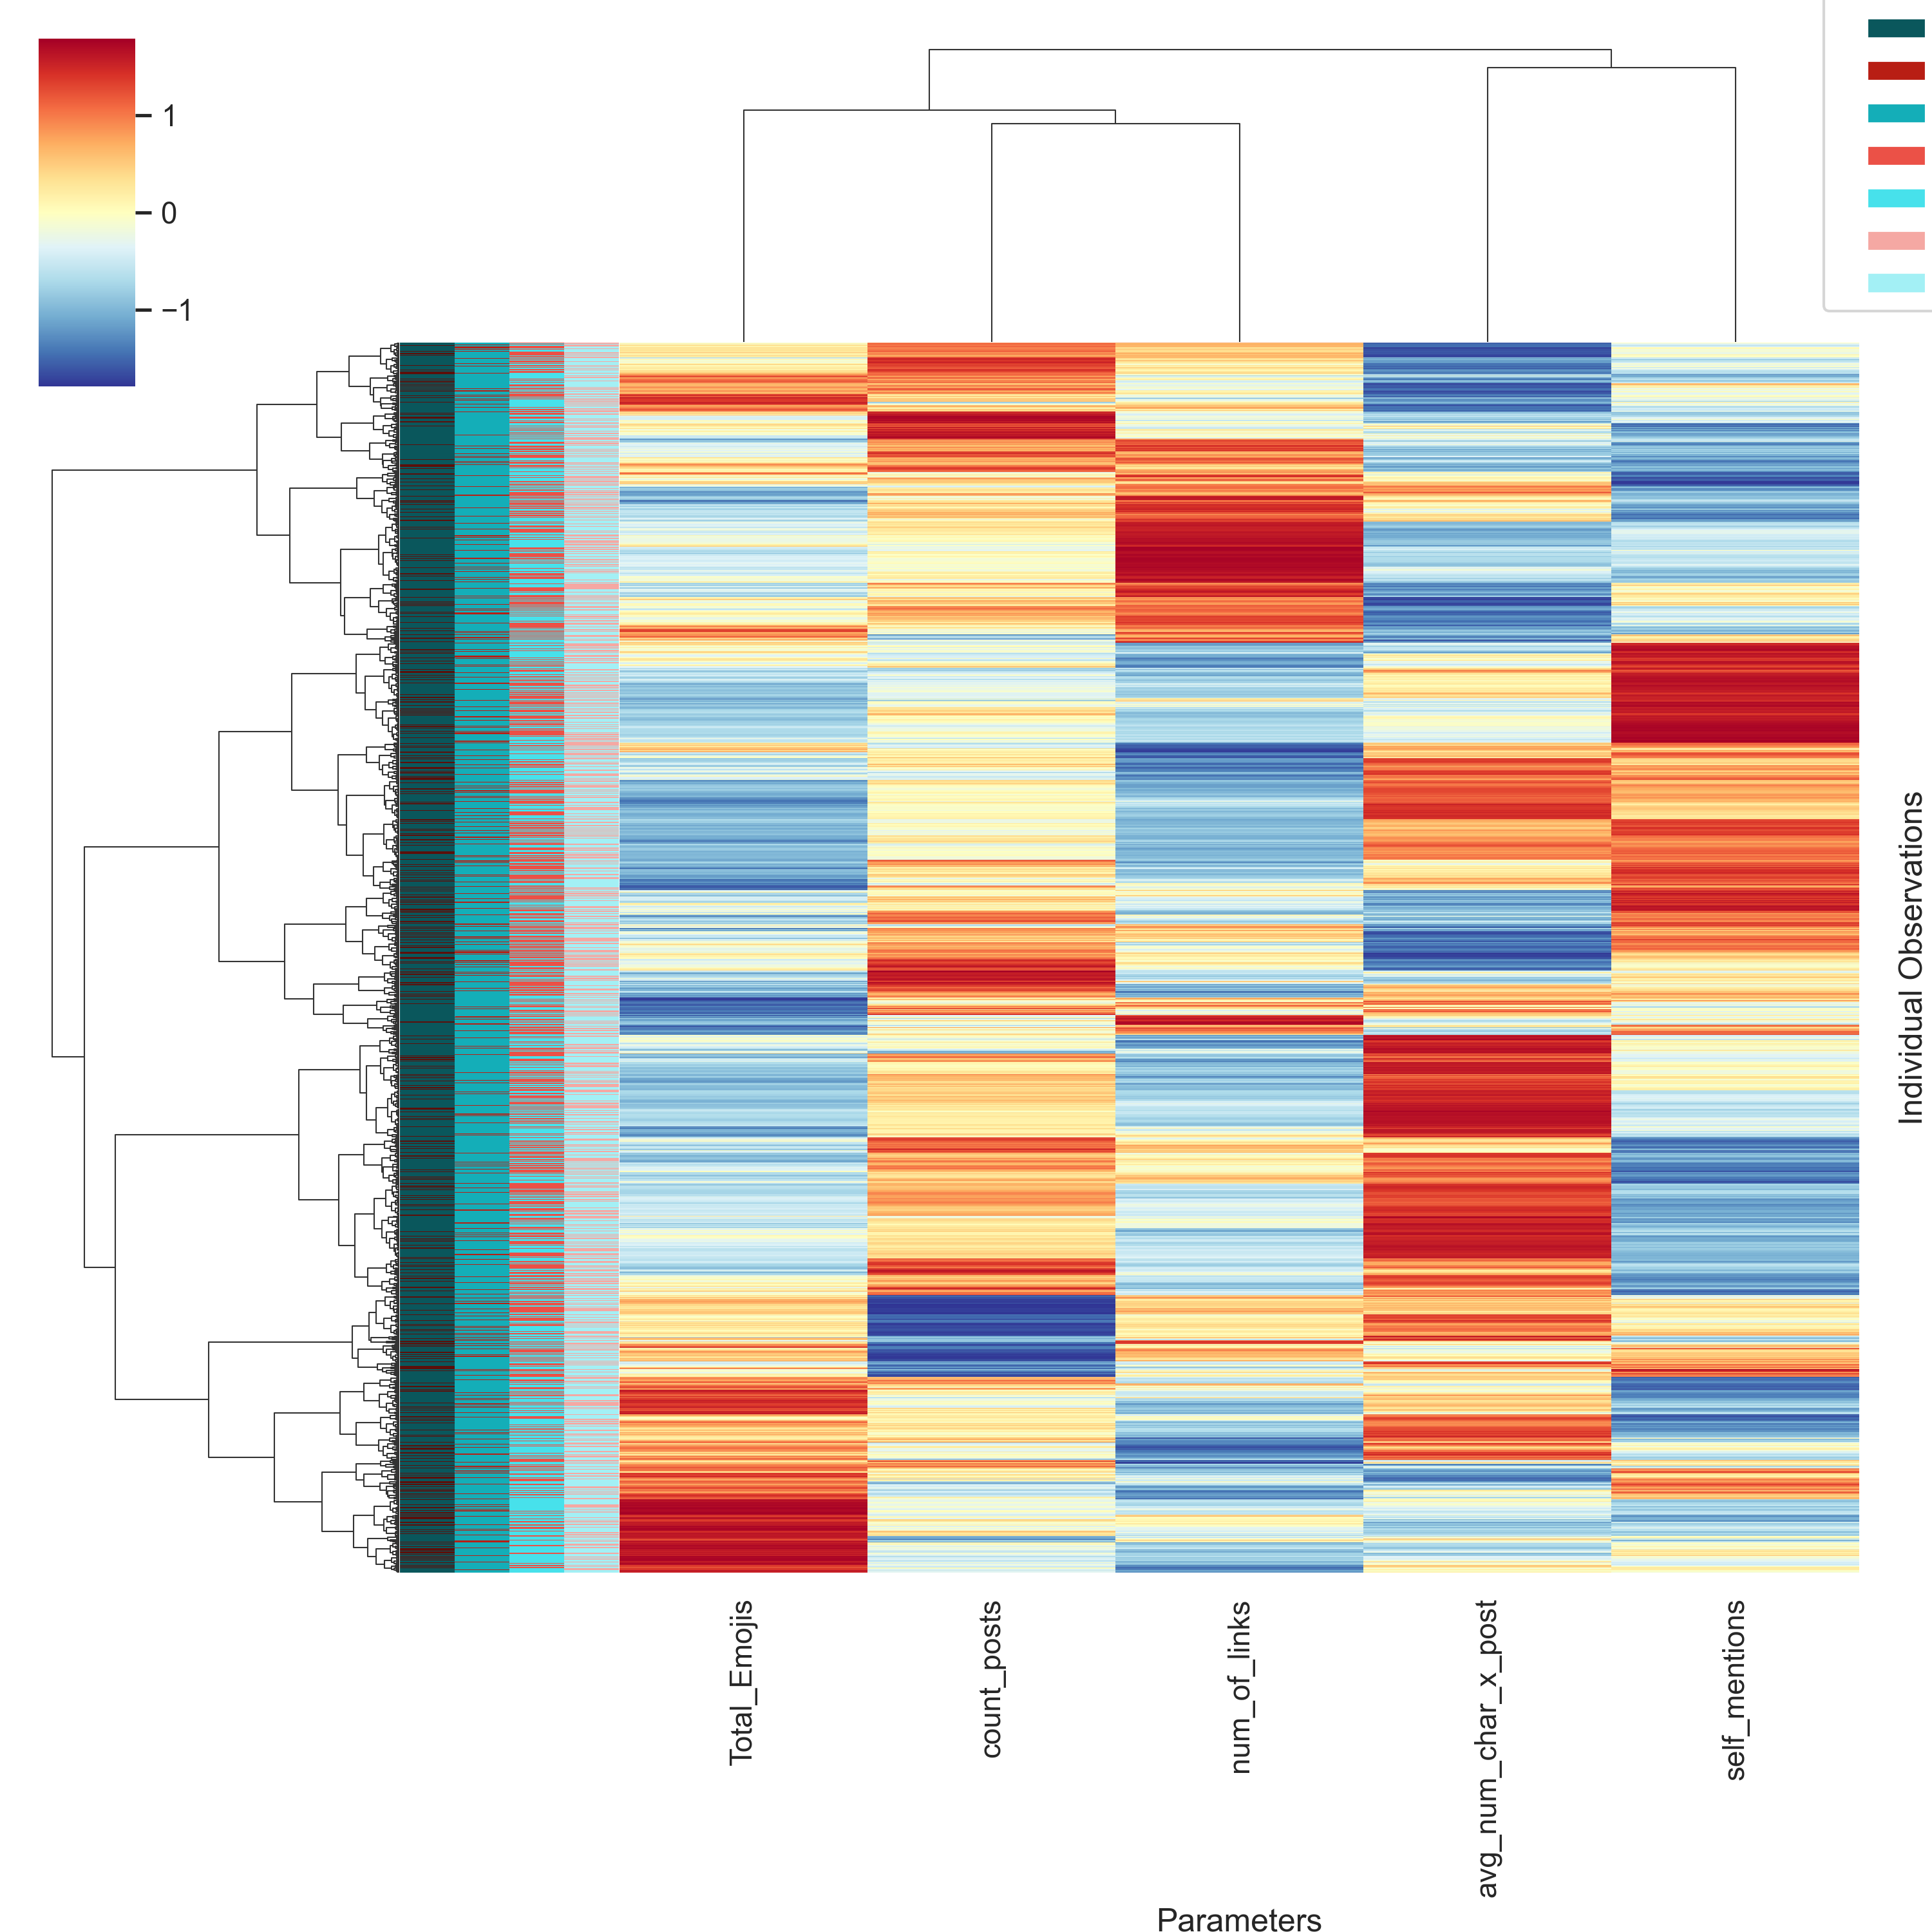 1
0
−1
Individual Observations
Total_Emojis
count_posts
num_of_links
avg_num_char_x_post
self_mentions
Parameters